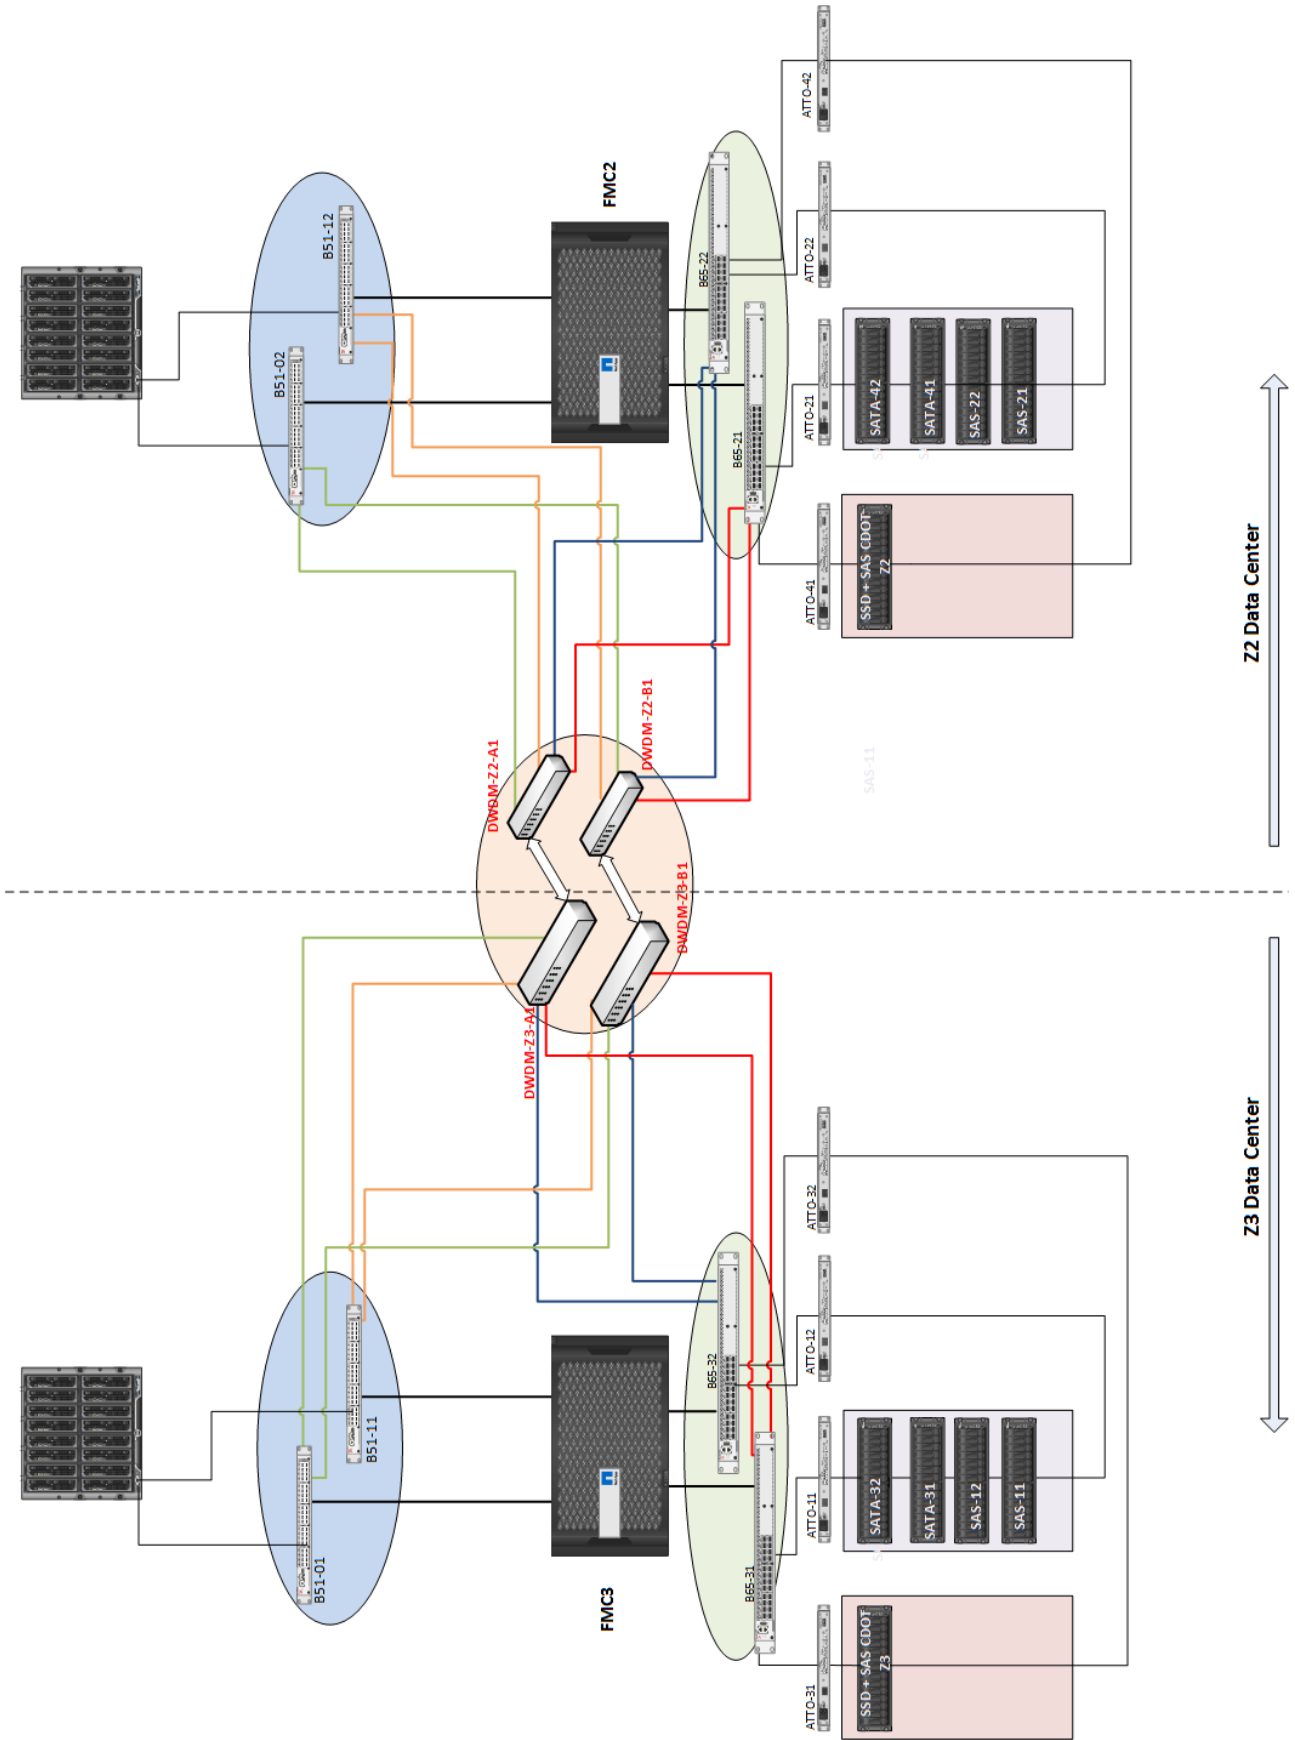 ATTO-42
FMC2
B51-12
ATTO-22
B65-22
B51-02
ATTO-21
SATA-42
SATA-41
SAS-22
SAS-21
B65-21
SSD + SAS CDOT
Z2
ATTO-41
Z2 Data Center
DWDM-Z2-B1
DWDM-Z2-A1
SAS-11
DWDM-Z3-B1
DWDM-Z3-A1
Z3 Data Center
ATTO-32
ATTO-12
B65-32
B51-11
ATTO-11
SATA-32
SATA-31
SAS-12
SAS-11
B51-01
B65-31
FMC3
SSD + SAS CDOT
Z3
ATTO-31